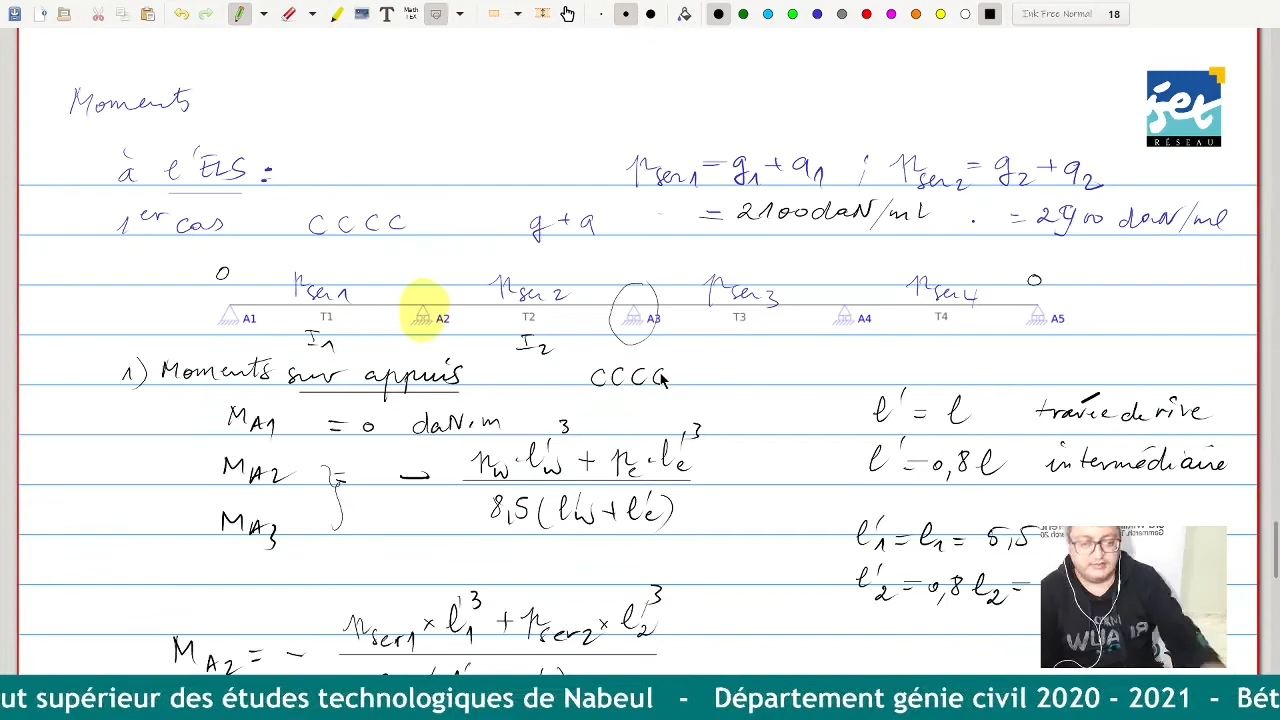 Math TEX
Ink Free Normal 18
Moments
iset
RÉSEAU
à l'ELS :
pser1 = g1 + q1 ; pser2 = g2 + q2
1er cas CCCC g + q = 2100 daN/ml . = 2900 daN/ml
0 pser1 pser2 pser3 pser4 0
A1 T1 A2 T2 A3 T3 A4 T4 A5
I1 I2
1) Moments sur appuis CCCC
MA1 = 0 daN.m
l' = l travée de rive
MA2 = - pw.l'w³ + pe.l'e³
l' = 0,8 l intermédiaire
MA3 8,5 (l'w + l'e)
l'1 = l1 = 5,5
l'2 = 0,8 l2 =
MA2 = - pser1 × l'1³ + pser2 × l'2³
ut supérieur des études technologiques de Nabeul - Département génie civil 2020 - 2021 - Bét